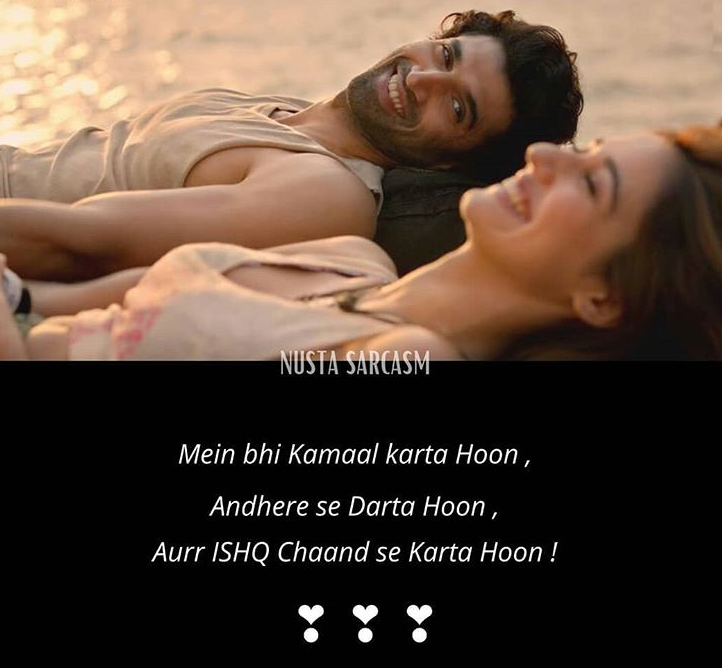 NUSTA SARCASM
Mein bhi Kamaal karta Hoon ,
Andhere se Darta Hoon ,
Aurr ISHQ Chaand se Karta Hoon !
❣ ❣ ❣